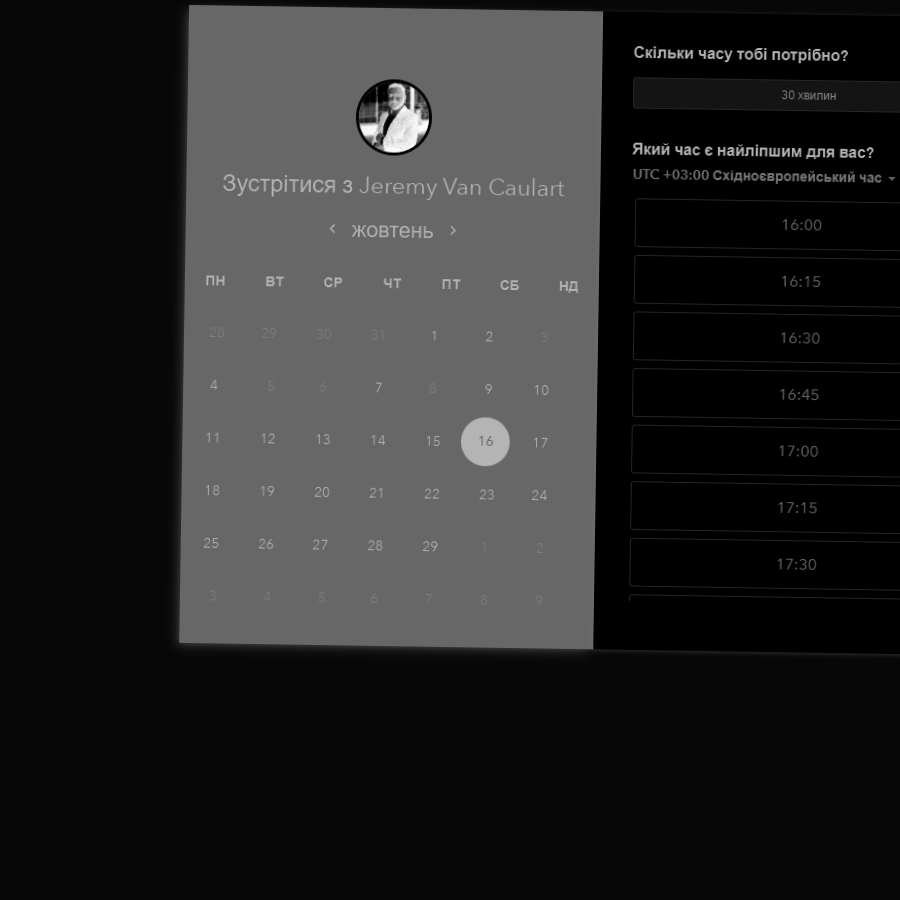 Зустрітися з Jeremy Van Caulart
жовтень
ПН ВТ СР ЧТ ПТ СБ НД
28 29 30 31 1 2 3
4 5 6 7 8 9 10
11 12 13 14 15 16 17
18 19 20 21 22 23 24
25 26 27 28 29 1 2
3 4 5 6 7 8 9
Скільки часу тобі потрібно?
30 хвилин
Який час є найліпшим для вас?
UTC +03:00 Східноєвропейський час
16:00
16:15
16:30
16:45
17:00
17:15
17:30